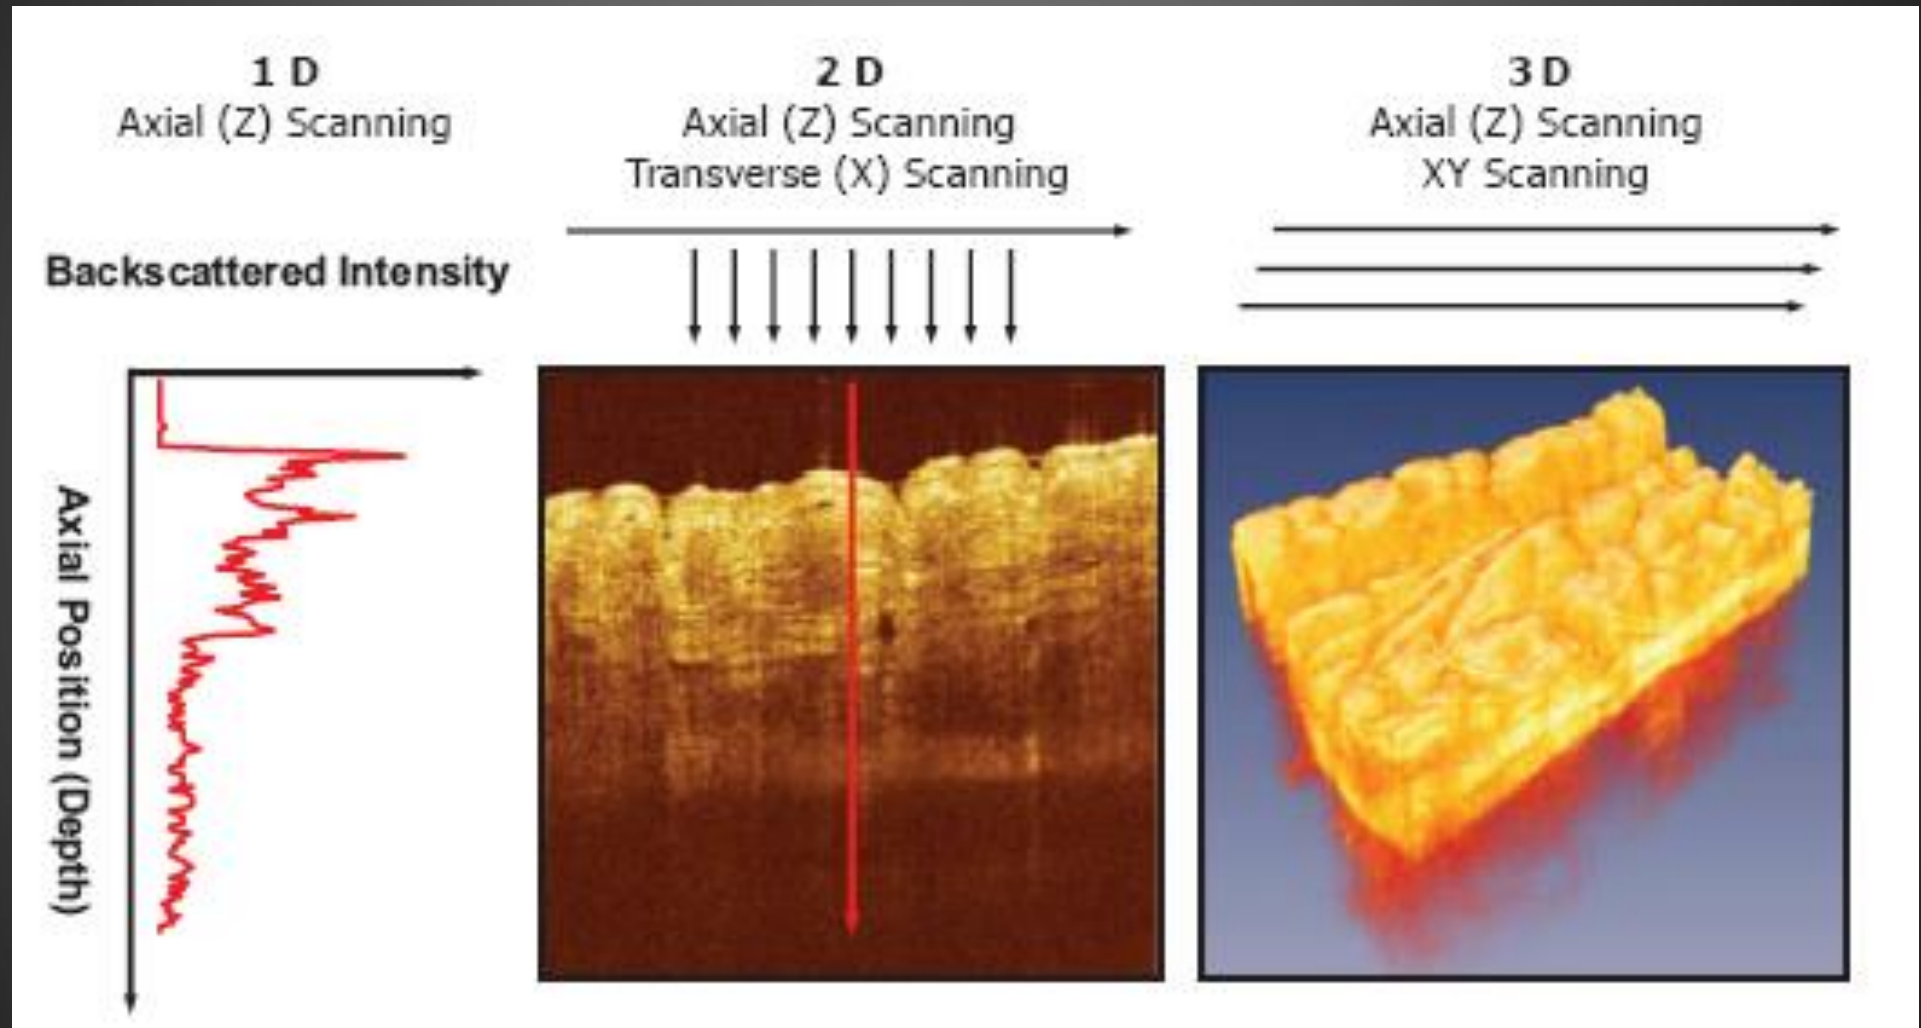 1 D
Axial (Z) Scanning
2 D
Axial (Z) Scanning
Transverse (X) Scanning
3 D
Axial (Z) Scanning
XY Scanning
Backscattered Intensity
Axial Position (Depth)